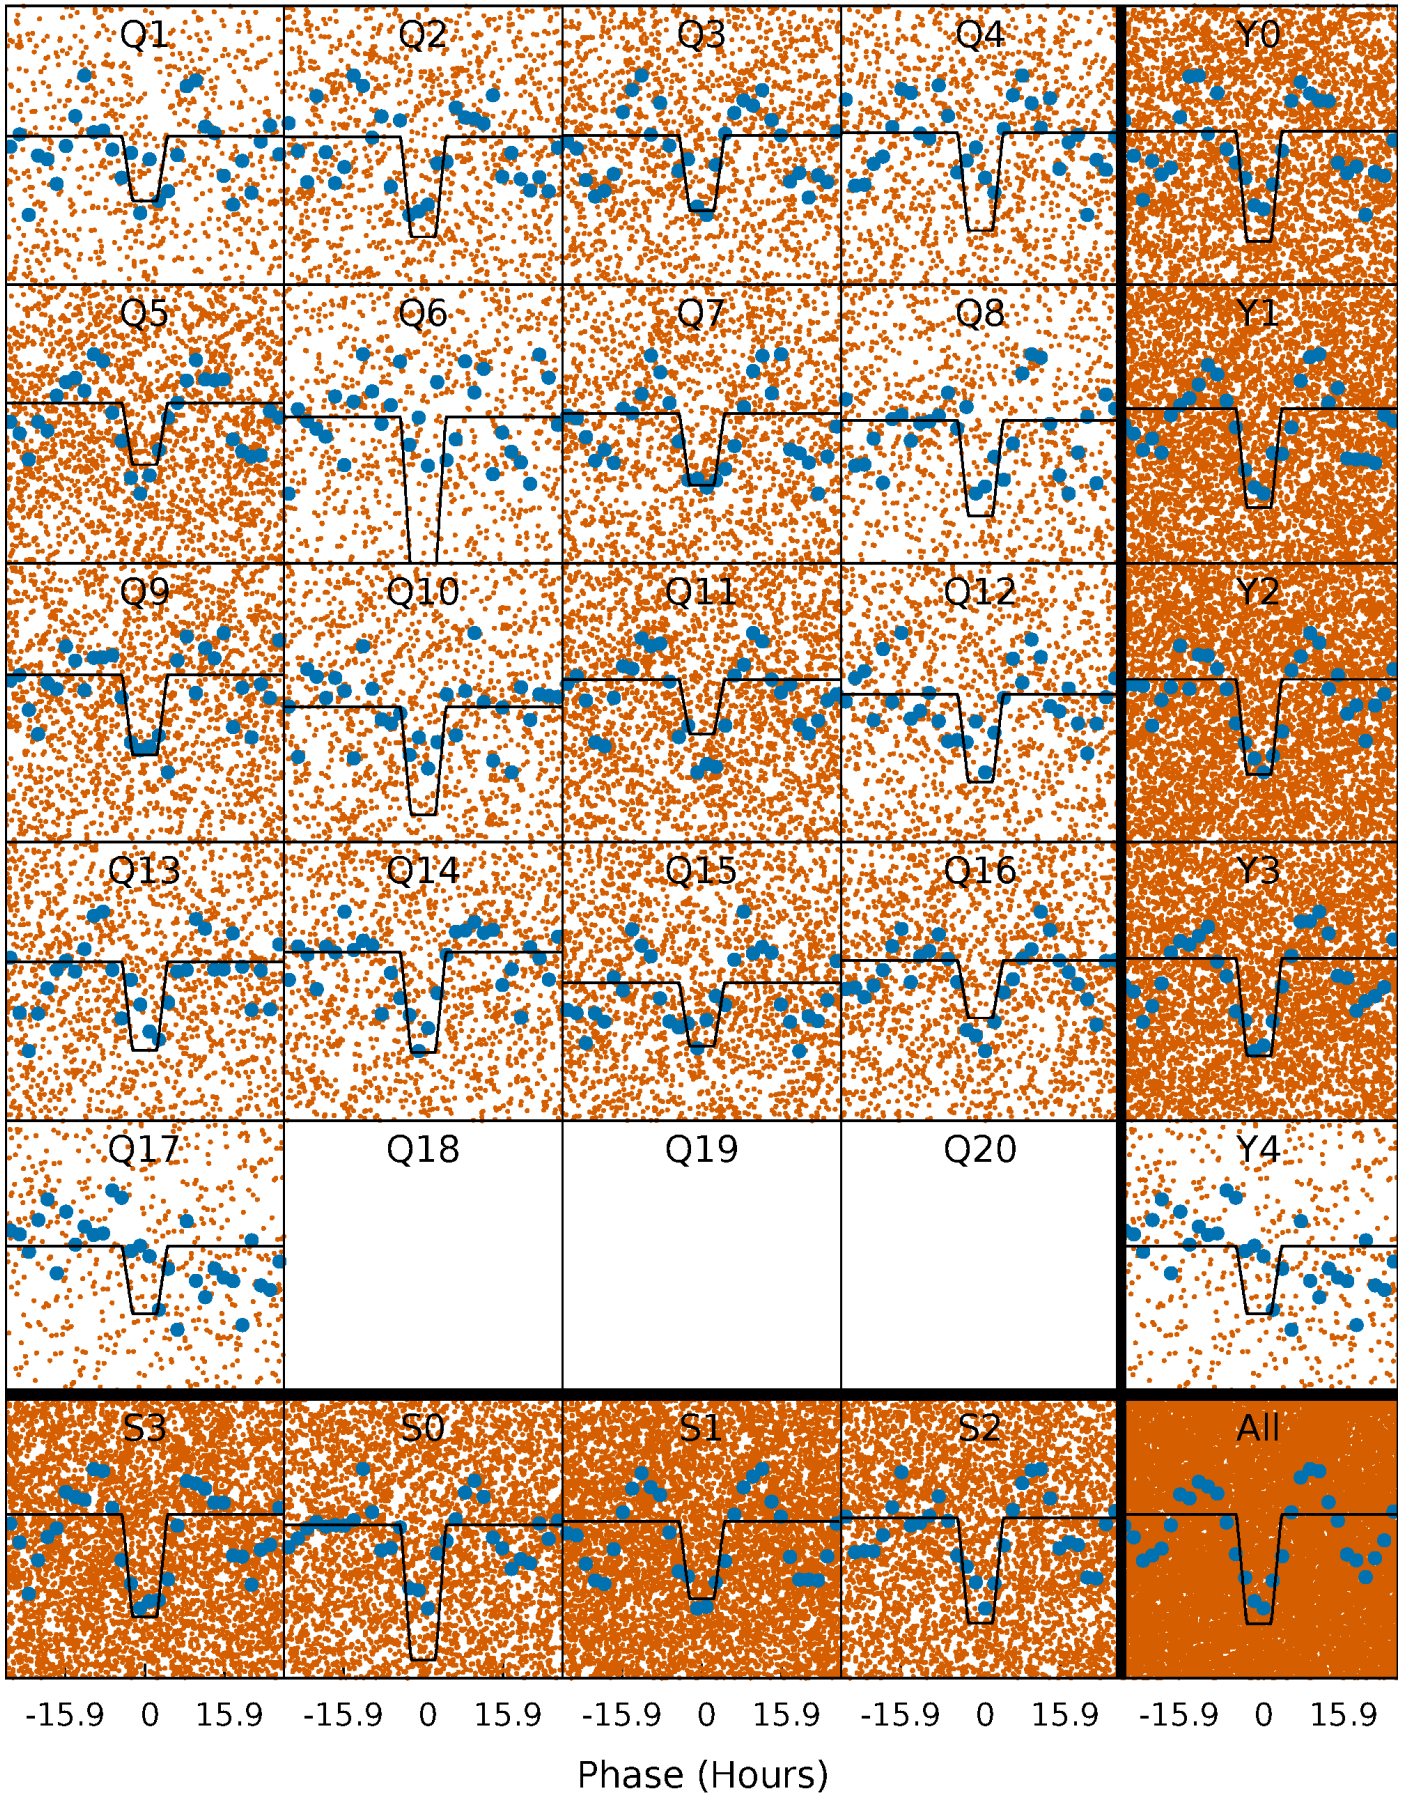 Q1 Q2 Q3 Q4 Y0
Q5 Q6 Q7 Q8 Y1
Q9 Q10 Q11 Q12 Y2
Q13 Q14 Q15 Q16 Y3
Q17 Q18 Q19 Q20 Y4
S3 S0 S1 S2 All
-15.9 0 15.9 -15.9 0 15.9 -15.9 0 15.9 -15.9 0 15.9 -15.9 0 15.9
Phase (Hours)